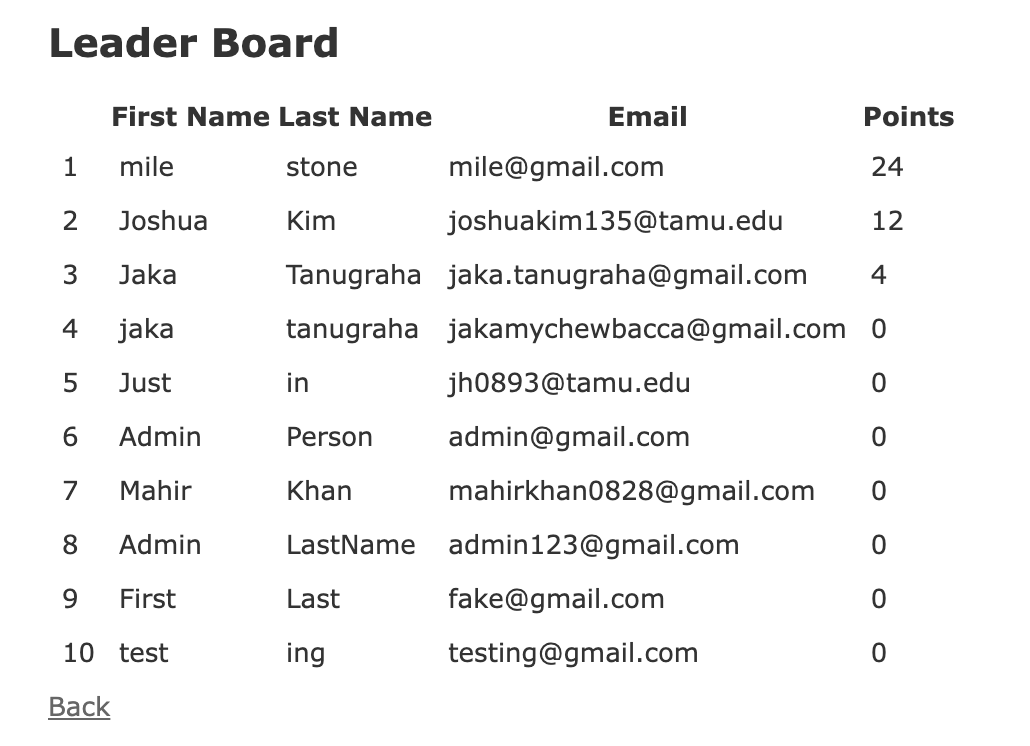 Leader Board
First Name Last Name Email Points
1 mile stone mile@gmail.com 24
2 Joshua Kim joshuakim135@tamu.edu 12
3 Jaka Tanugraha jaka.tanugraha@gmail.com 4
4 jaka tanugraha jakamychewbacca@gmail.com 0
5 Just in jh0893@tamu.edu 0
6 Admin Person admin@gmail.com 0
7 Mahir Khan mahirkhan0828@gmail.com 0
8 Admin LastName admin123@gmail.com 0
9 First Last fake@gmail.com 0
10 test ing testing@gmail.com 0
Back